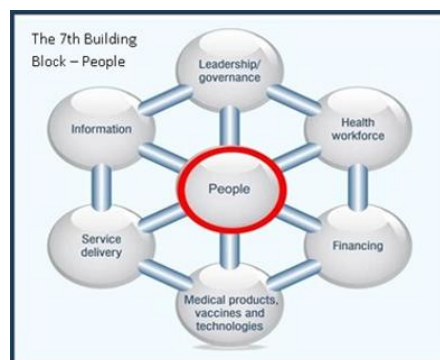 The 7th Building
Block – People
Leadership/
governance
Information
Health
workforce
People
Service
delivery
Financing
Medical products,
vaccines and
technologies